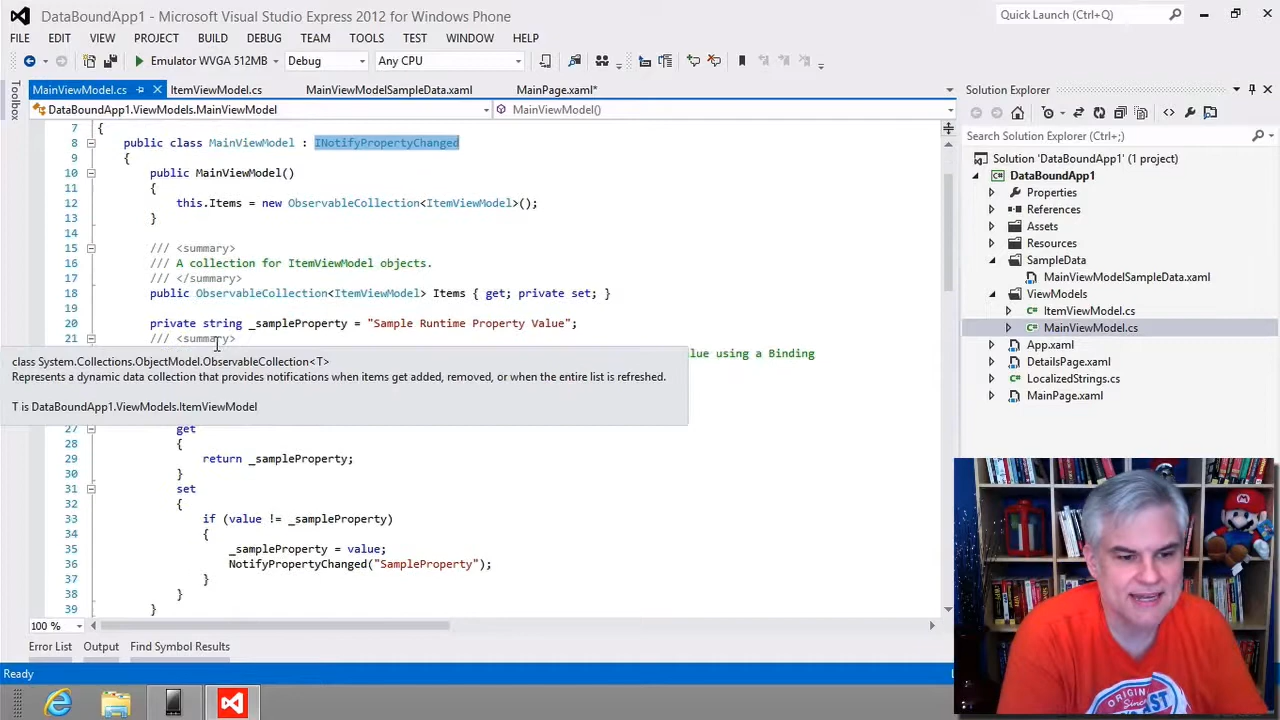 DataBoundApp1 - Microsoft Visual Studio Express 2012 for Windows Phone
Quick Launch (Ctrl+Q)
FILE EDIT VIEW PROJECT BUILD DEBUG TEAM TOOLS TEST WINDOW HELP
Emulator WVGA 512MB Debug Any CPU
Toolbox
MainViewModel.cs ItemViewModel.cs MainViewModelSampleData.xaml MainPage.xaml*
DataBoundApp1.ViewModels.MainViewModel MainViewModel()
7 {
8 public class MainViewModel : INotifyPropertyChanged
9 {
10 public MainViewModel()
11 {
12 this.Items = new ObservableCollection<ItemViewModel>();
13 }
14
15 /// <summary>
16 /// A collection for ItemViewModel objects.
17 /// </summary>
18 public ObservableCollection<ItemViewModel> Items { get; private set; }
19
20 private string _sampleProperty = "Sample Runtime Property Value";
21 /// <summary>
lue using a Binding
class System.Collections.ObjectModel.ObservableCollection<T>
Represents a dynamic data collection that provides notifications when items get added, removed, or when the entire list is refreshed.
T is DataBoundApp1.ViewModels.ItemViewModel
27 get
28 {
29 return _sampleProperty;
30 }
31 set
32 {
33 if (value != _sampleProperty)
34 {
35 _sampleProperty = value;
36 NotifyPropertyChanged("SampleProperty");
37 }
38 }
39 }
100 %
Error List Output Find Symbol Results
Ready
Solution Explorer
Search Solution Explorer (Ctrl+;)
Solution 'DataBoundApp1' (1 project)
DataBoundApp1
Properties
References
Assets
Resources
SampleData
MainViewModelSampleData.xaml
ViewModels
ItemViewModel.cs
MainViewModel.cs
App.xaml
DetailsPage.xaml
LocalizedStrings.cs
MainPage.xaml